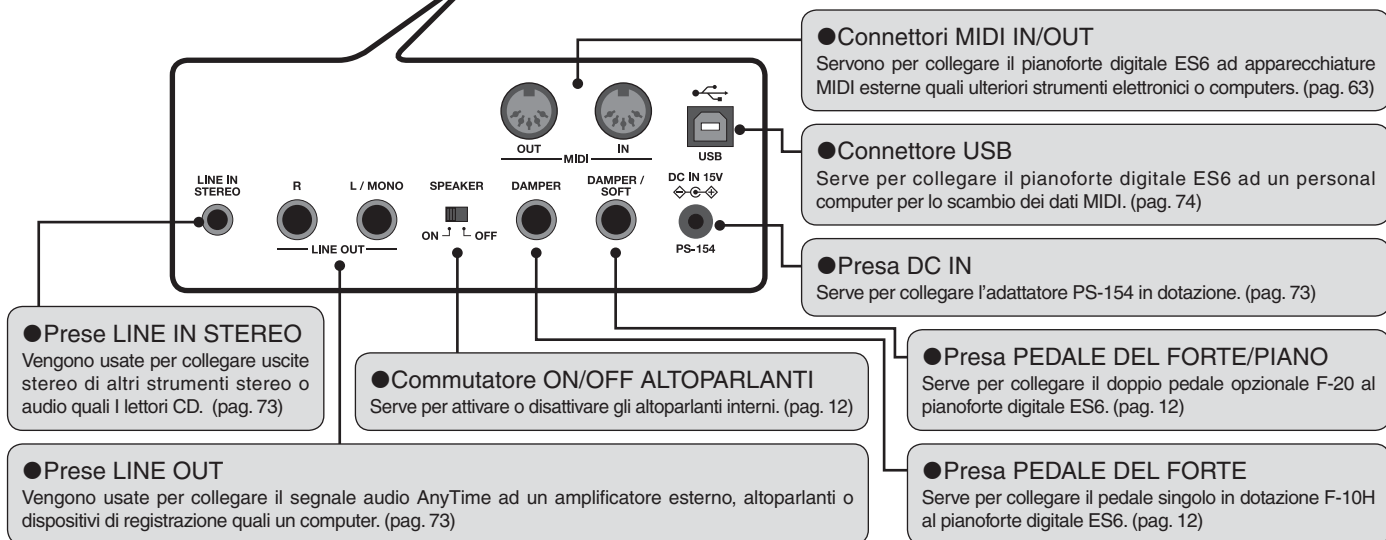 ●Connettori MIDI IN/OUT
Servono per collegare il pianoforte digitale ES6 ad apparecchiature
MIDI esterne quali ulteriori strumenti elettronici o computers. (pag. 63)
OUT
IN
MIDI
USB
●Connettore USB
Serve per collegare il pianoforte digitale ES6 ad un personal
computer per lo scambio dei dati MIDI. (pag. 74)
LINE IN
STEREO
R
L / MONO
LINE OUT
SPEAKER
ON
OFF
DAMPER
DAMPER /
SOFT
DC IN 15V
PS-154
●Presa DC IN
Serve per collegare l’adattatore PS-154 in dotazione. (pag. 73)
●Prese LINE IN STEREO
Vengono usate per collegare uscite
stereo di altri strumenti stereo o
audio quali I lettori CD. (pag. 73)
●Commutatore ON/OFF ALTOPARLANTI
Serve per attivare o disattivare gli altoparlanti interni. (pag. 12)
●Presa PEDALE DEL FORTE/PIANO
Serve per collegare il doppio pedale opzionale F-20 al
pianoforte digitale ES6. (pag. 12)
●Prese LINE OUT
Vengono usate per collegare il segnale audio AnyTime ad un amplificatore esterno, altoparlanti o
dispositivi di registrazione quali un computer. (pag. 73)
●Presa PEDALE DEL FORTE
Serve per collegare il pedale singolo in dotazione F-10H
al pianoforte digitale ES6. (pag. 12)